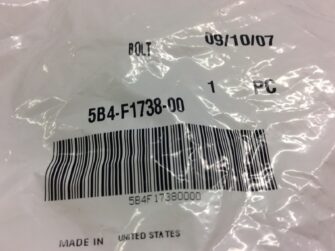 BOLT 09/10/07
1 PC
5B4-F1738-00
5B4F17380000
MADE IN UNITED STATES